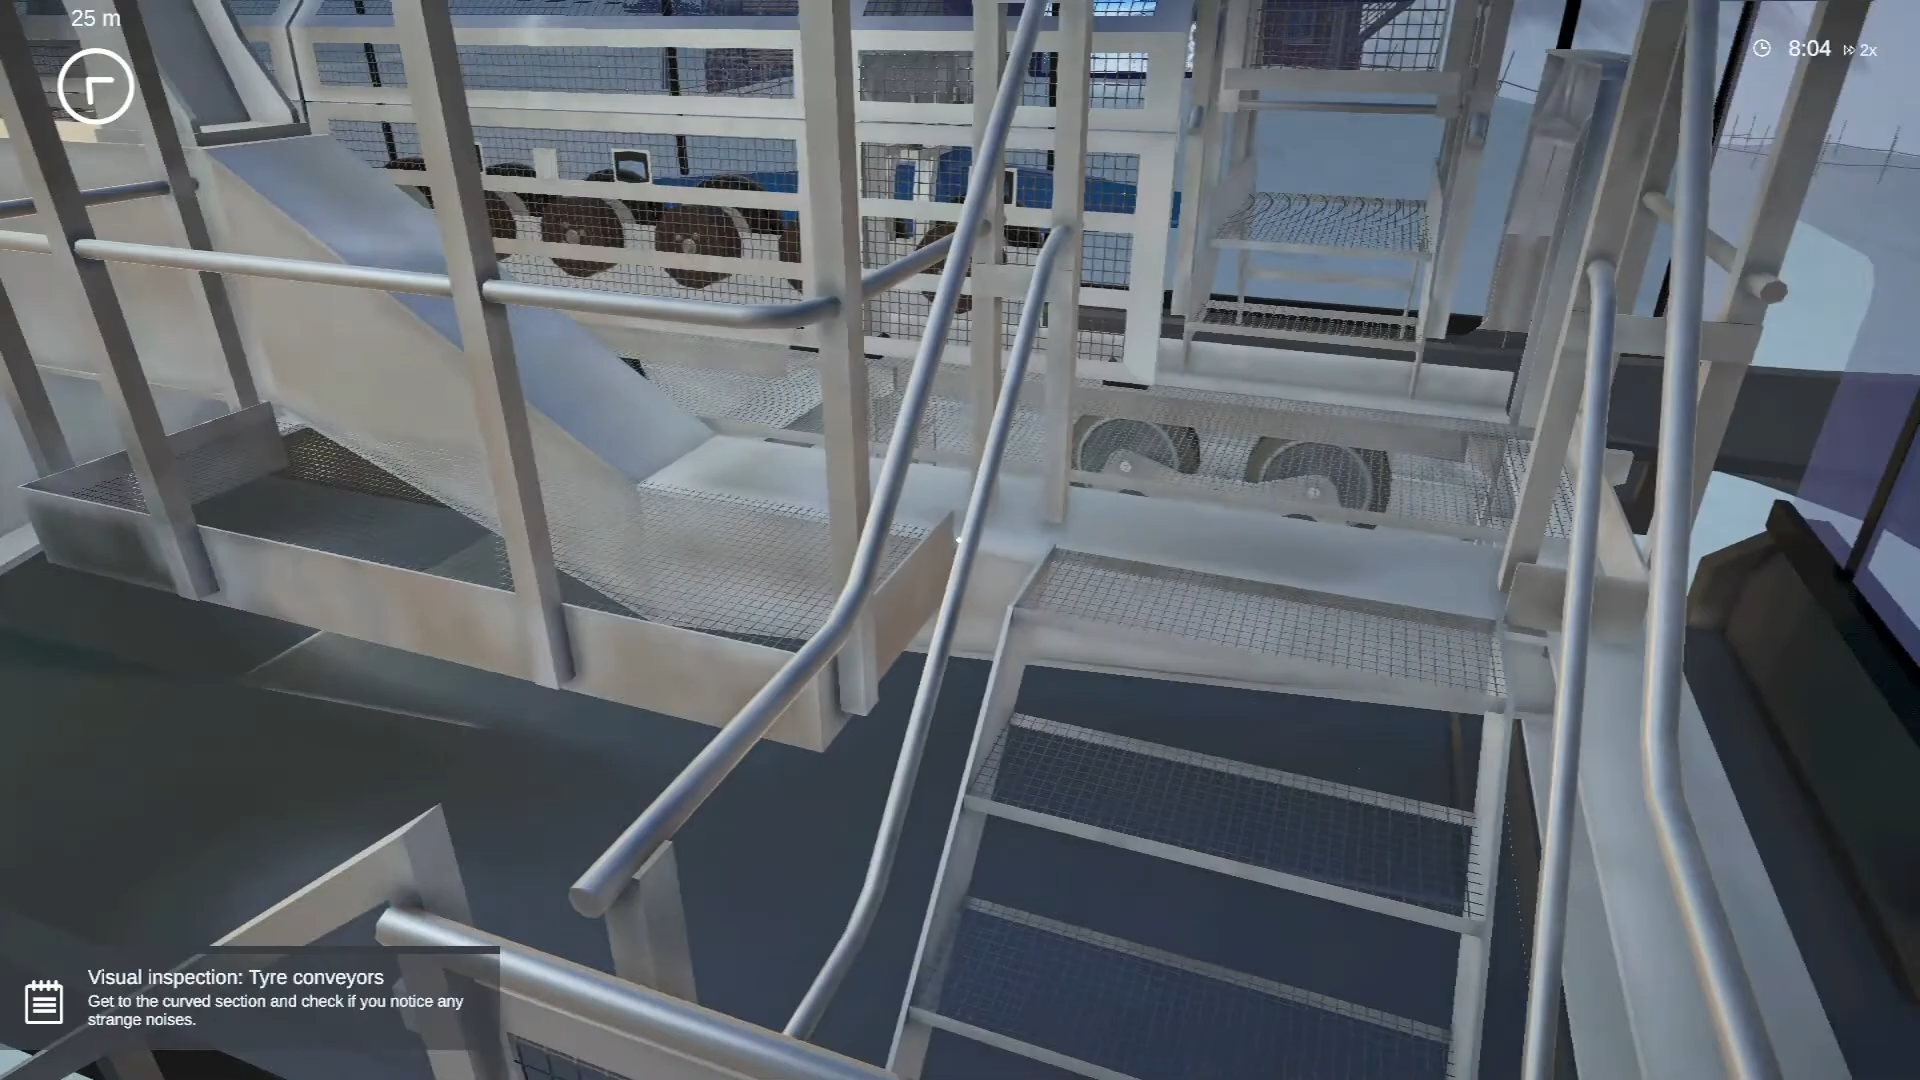 25 m
8:04 2x
Visual inspection: Tyre conveyors
Get to the curved section and check if you notice any
strange noises.